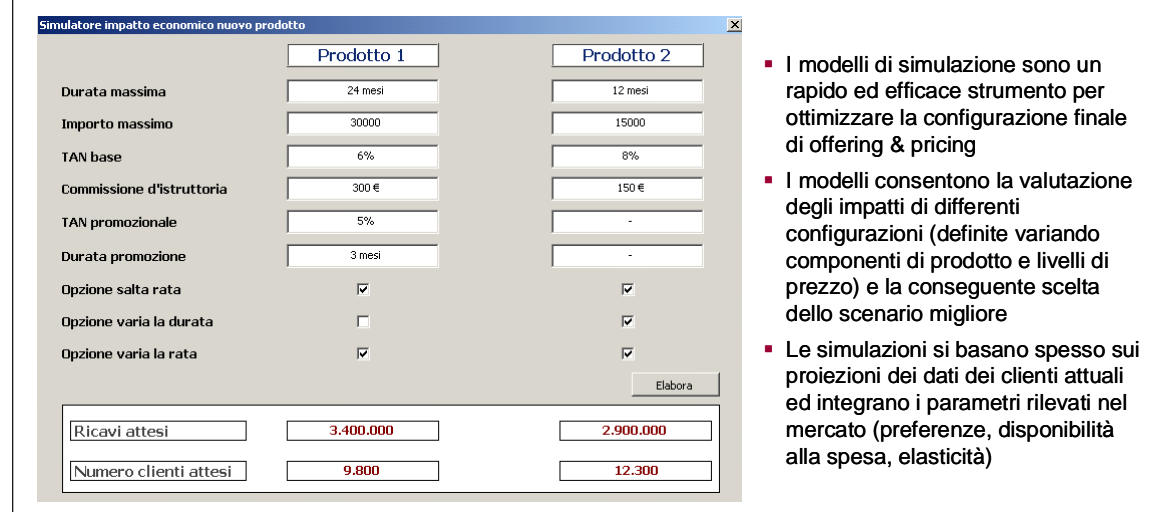 Simulatore impatto economico nuovo prodotto
Prodotto 1 Prodotto 2
Durata massima 24 mesi 12 mesi
Importo massimo 30000 15000
TAN base 6% 8%
Commissione d'istruttoria 300 € 150 €
TAN promozionale 5% -
Durata promozione 3 mesi -
Opzione salta rata
Opzione varia la durata
Opzione varia la rata
Elabora
Ricavi attesi 3.400.000 2.900.000
Numero clienti attesi 9.800 12.300
I modelli di simulazione sono un
rapido ed efficace strumento per
ottimizzare la configurazione finale
di offering & pricing
I modelli consentono la valutazione
degli impatti di differenti
configurazioni (definite variando
componenti di prodotto e livelli di
prezzo) e la conseguente scelta
dello scenario migliore
Le simulazioni si basano spesso sui
proiezioni dei dati dei clienti attuali
ed integrano i parametri rilevati nel
mercato (preferenze, disponibilità
alla spesa, elasticità)